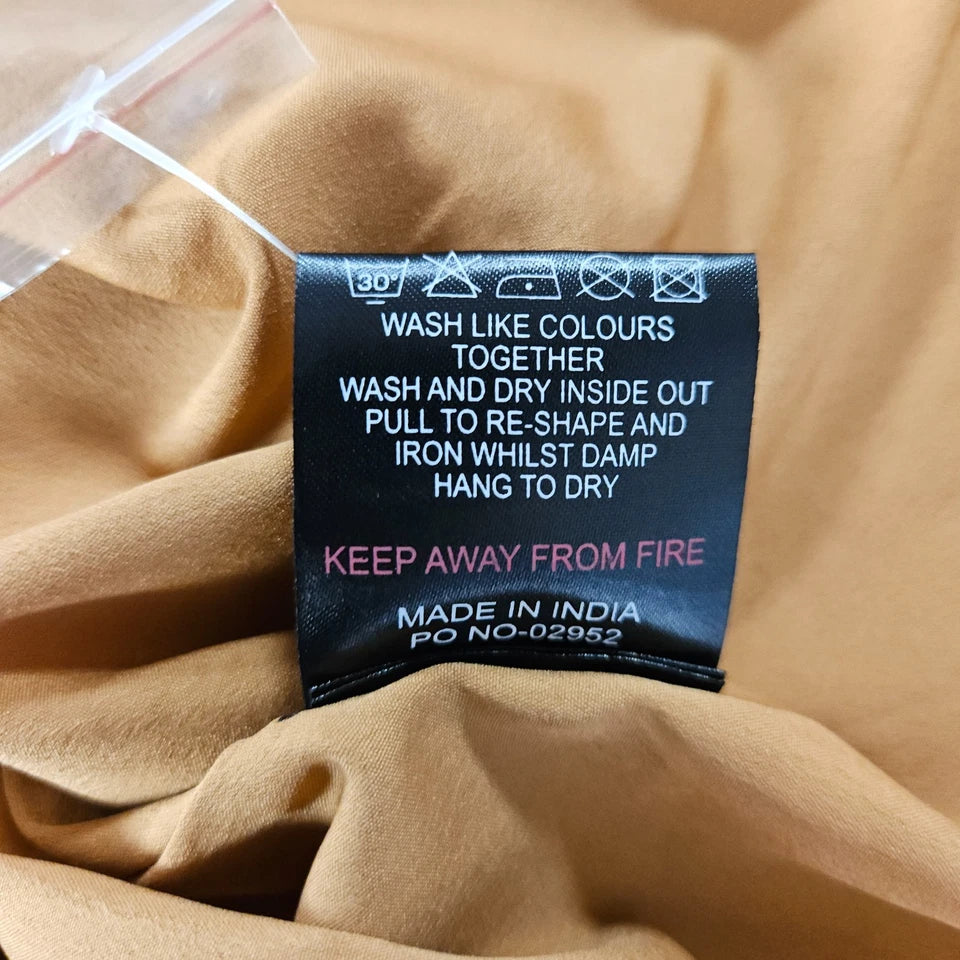 30°
WASH LIKE COLOURS
TOGETHER
WASH AND DRY INSIDE OUT
PULL TO RE-SHAPE AND
IRON WHILST DAMP
HANG TO DRY
KEEP AWAY FROM FIRE
MADE IN INDIA
PO NO-02952